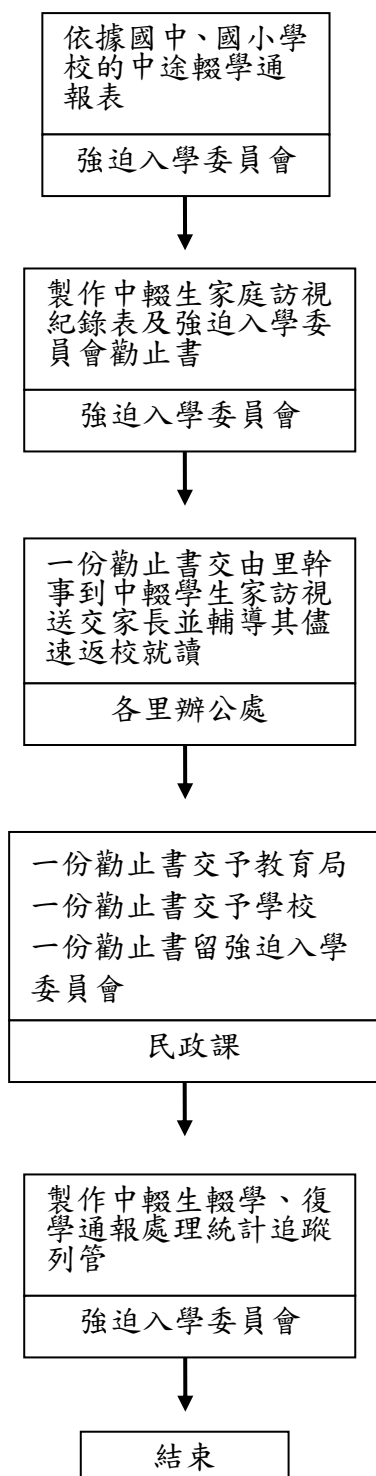 依據國中、國小學
校的中途輟學通
報表
強迫入學委員會
製作中輟生家庭訪視
紀錄表及強迫入學委
員會勸止書
強迫入學委員會
一份勸止書交由里幹
事到中輟學生家訪視
送交家長並輔導其儘
速返校就讀
各里辦公處
一份勸止書交予教育局
一份勸止書交予學校
一份勸止書留強迫入學
委員會
民政課
製作中輟生輟學、復
學通報處理統計追蹤
列管
強迫入學委員會
結束